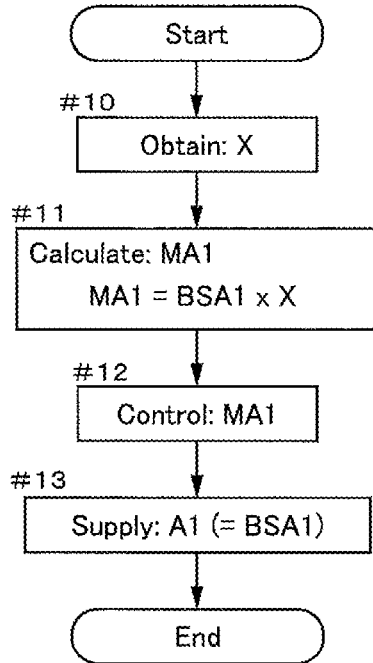 Start
#10
Obtain: X
#11
Calculate: MA1
MA1 = BSA1 x X
#12
Control: MA1
#13
Supply: A1 (= BSA1)
End